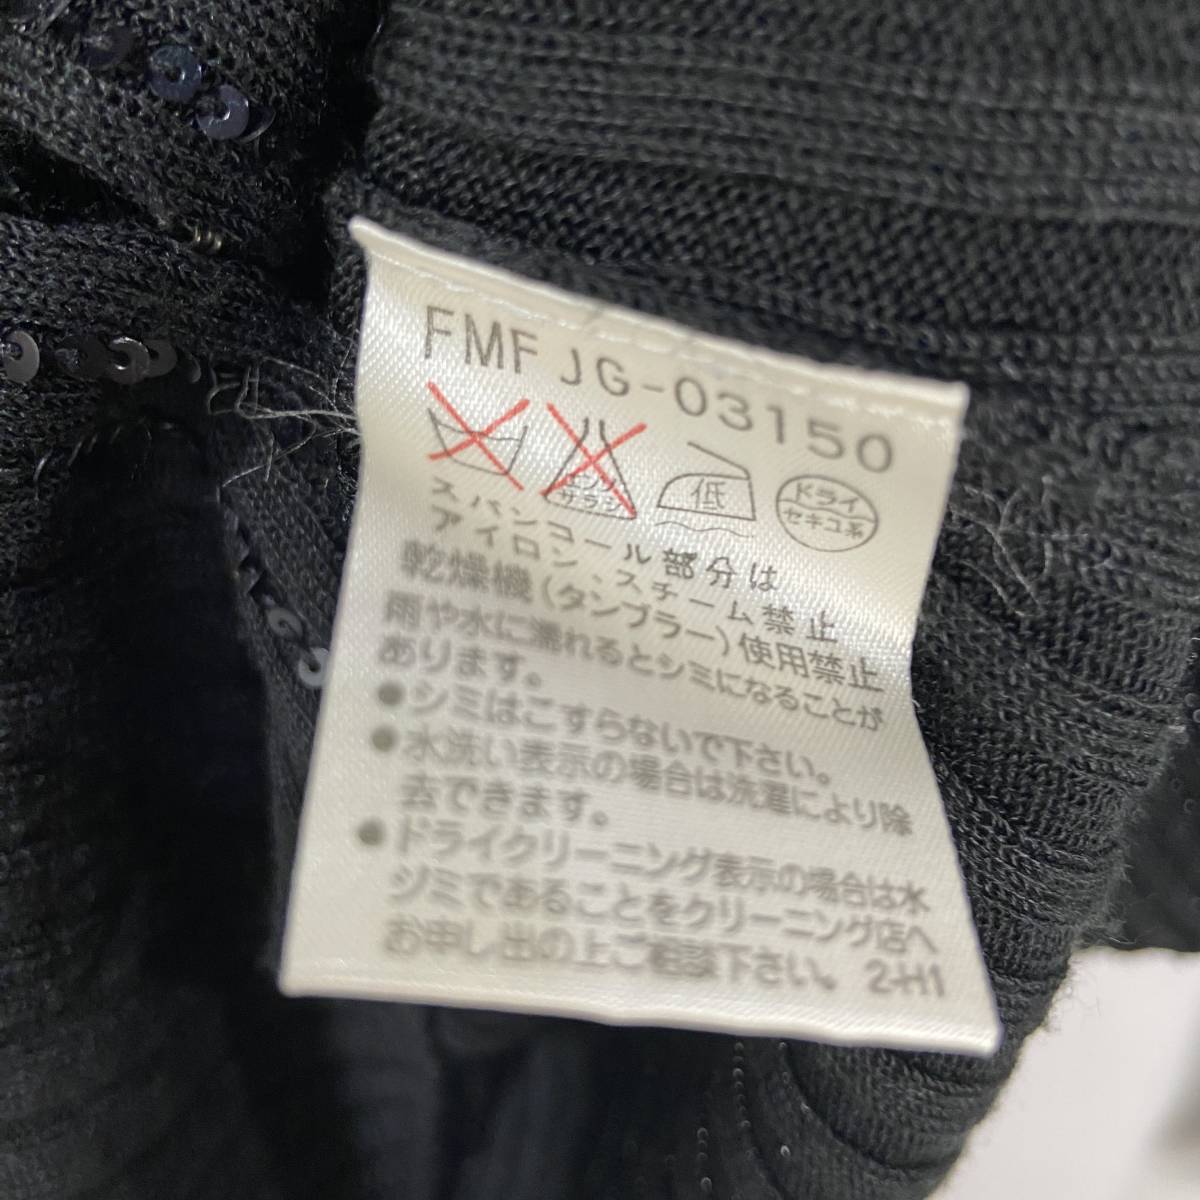 FMF JG-03150
エンソ
サラシ
低
ドライ
セキユ系
スパンコール部分は
アイロン、スチーム禁止
乾燥機(タンブラー)使用禁止
雨や水に濡れるとシミになることが
あります。
●シミはこすらないで下さい。
●水洗い表示の場合は洗濯により除
去できます。
●ドライクリーニング表示の場合は水
ジミであることをクリーニング店へ
お申し出の上ご相談下さい。 2-H1